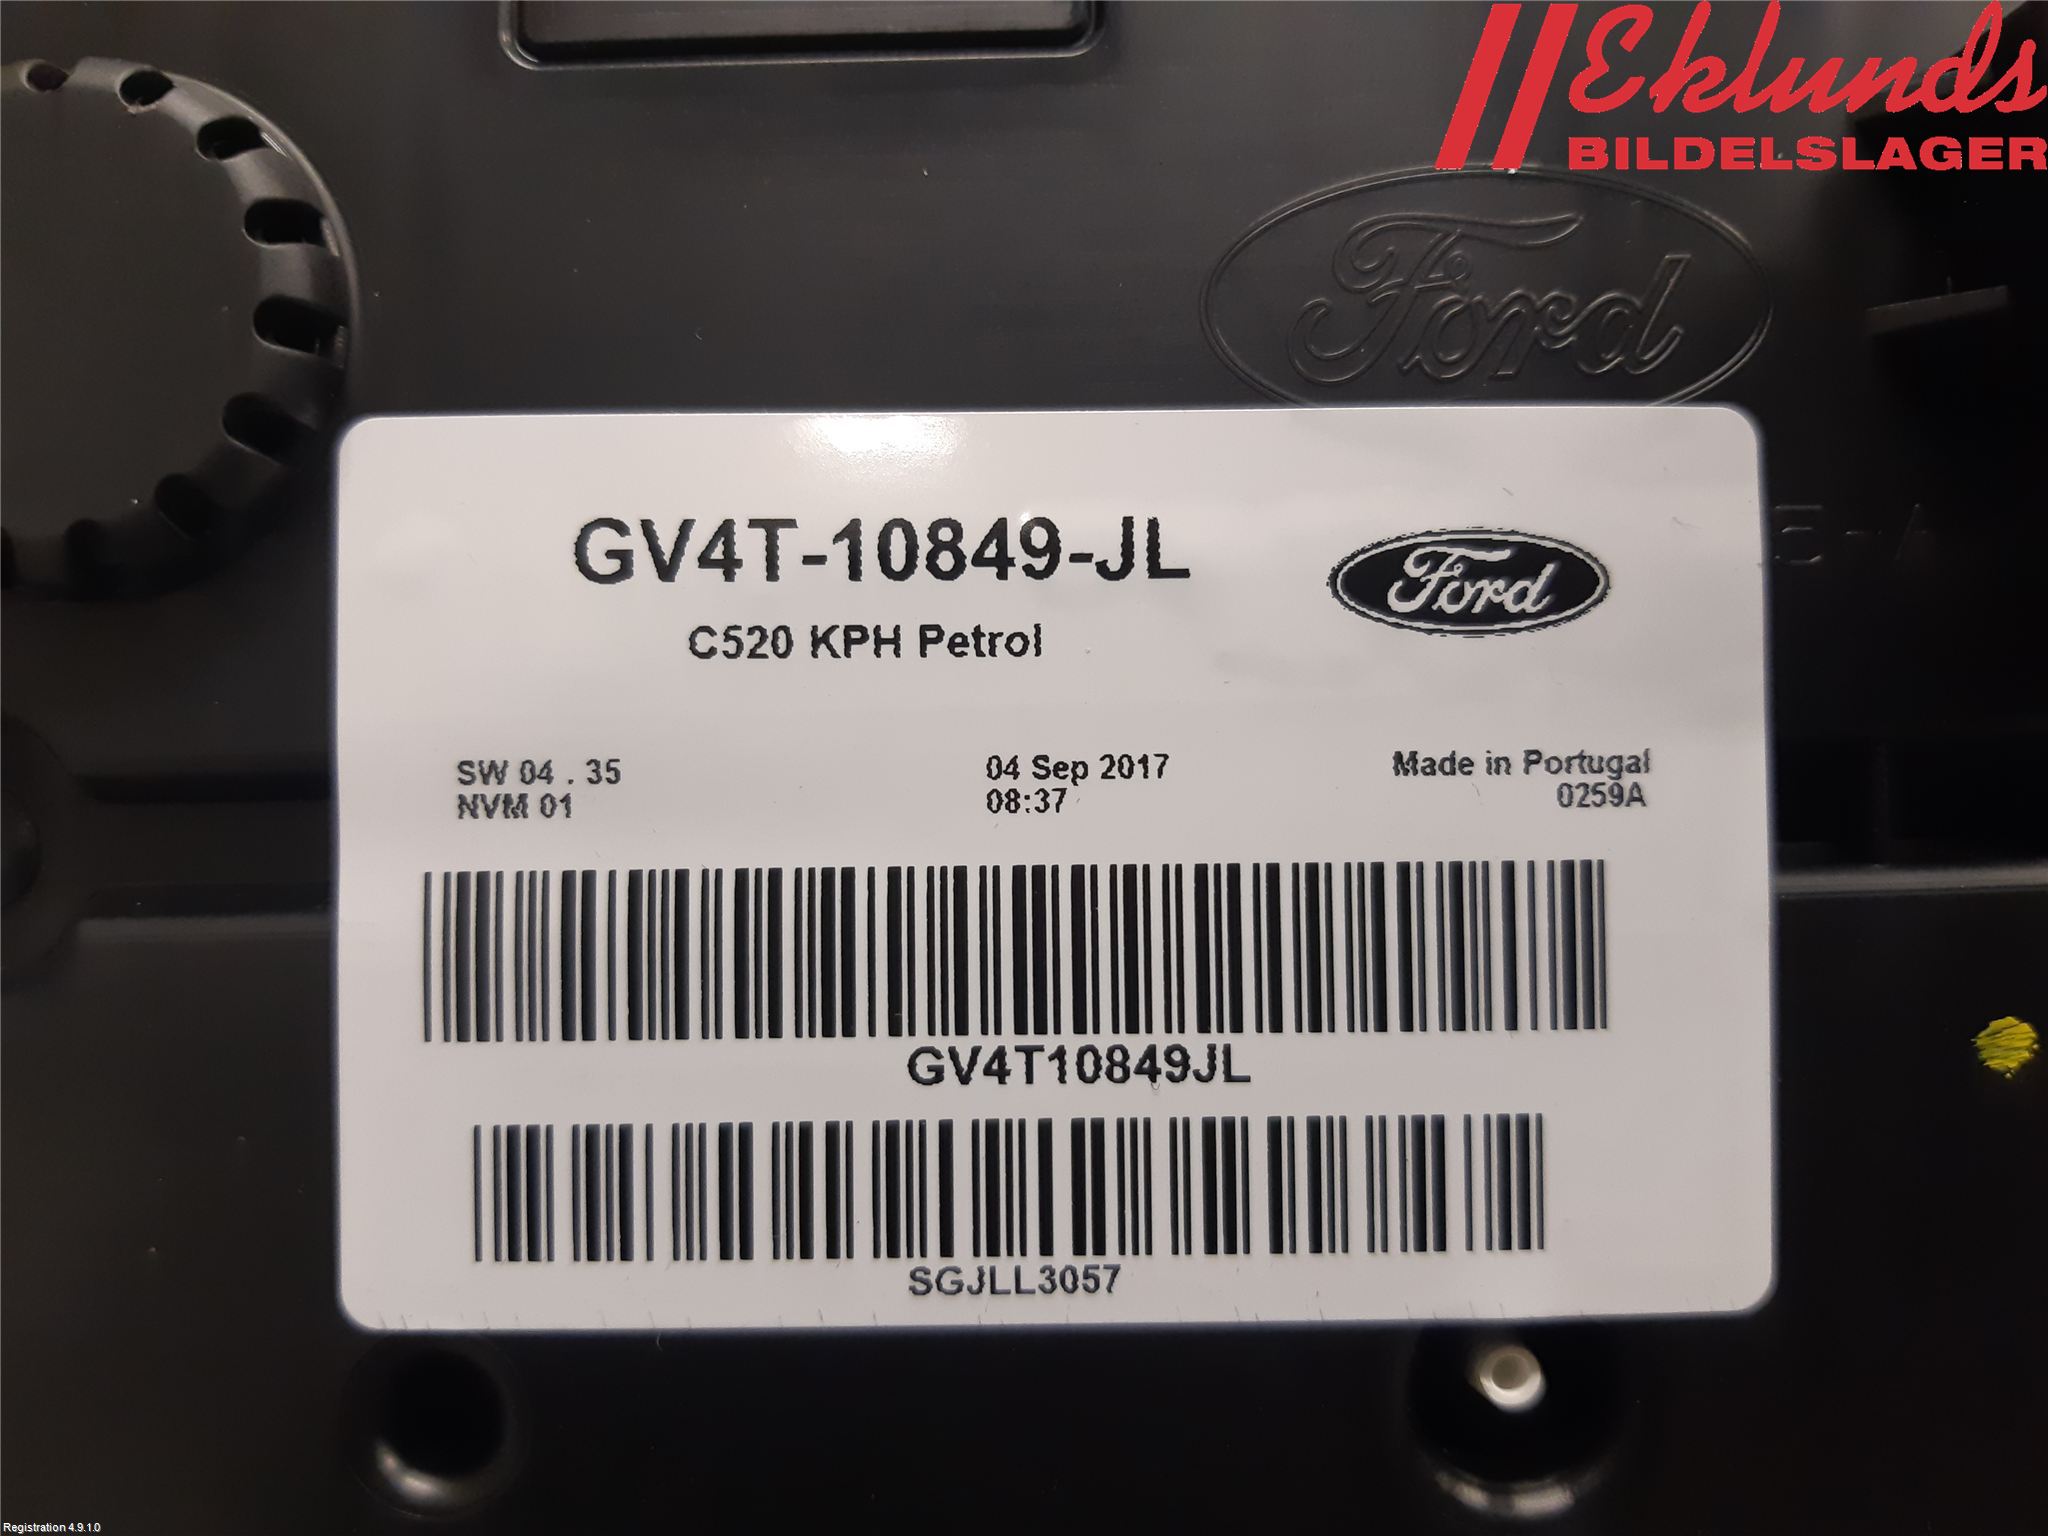 Eklunds
BILDELSLAGER
Ford
GV4T-10849-JL
Ford
C520 KPH Petrol
SW 04 . 35
04 Sep 2017
Made in Portugal
NVM 01
08:37
0259A
GV4T10849JL
SGJLL3057
Registration 4.9.1.0